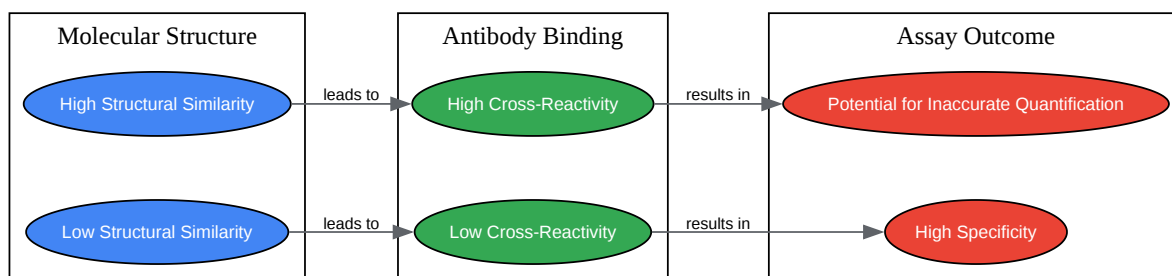 Molecular Structure
Antibody Binding
Assay Outcome
High Structural Similarity
leads to
High Cross-Reactivity
results in
Potential for Inaccurate Quantification
Low Structural Similarity
leads to
Low Cross-Reactivity
results in
High Specificity